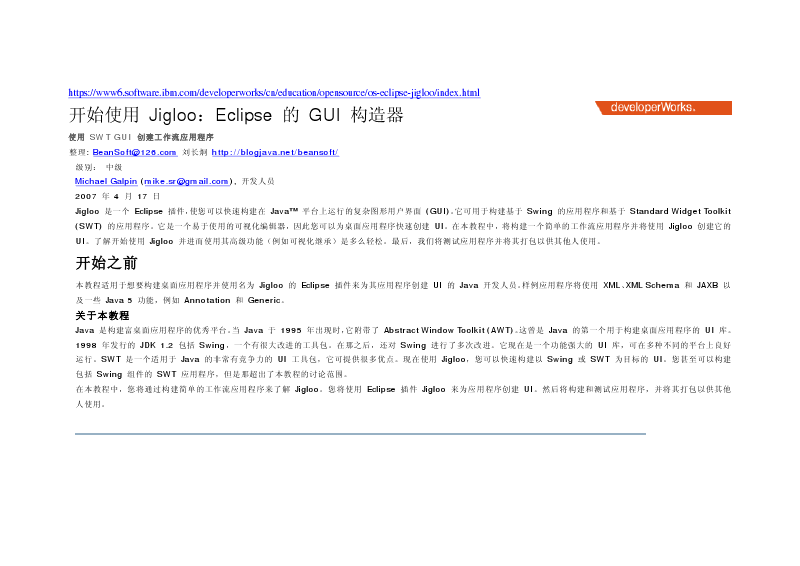 https://www6.software.ibm.com/developerworks/cn/education/opensource/os-eclipse-jigloo/index.html
developerWorks.
开始使用 Jigloo：Eclipse 的 GUI 构造器
使用 SWT GUI 创建工作流应用程序
整理: BeanSoft@126.com 刘长炯 http://blogjava.net/beansoft/
级别： 中级
Michael Galpin (mike.sr@gmail.com), 开发人员
2007 年 4 月 17 日
Jigloo 是一个 Eclipse 插件，使您可以快速构建在 Java™ 平台上运行的复杂图形用户界面 (GUI)。它可用于构建基于 Swing 的应用程序和基于 Standard Widget Toolkit
(SWT) 的应用程序。它是一个易于使用的可视化编辑器，因此您可以为桌面应用程序快速创建 UI。在本教程中，将构建一个简单的工作流应用程序并将使用 Jigloo 创建它的
UI。了解开始使用 Jigloo 并进而使用其高级功能（例如可视化继承）是多么轻松。最后，我们将测试应用程序并将其打包以供其他人使用。
开始之前
本教程适用于想要构建桌面应用程序并使用名为 Jigloo 的 Eclipse 插件来为其应用程序创建 UI 的 Java 开发人员。样例应用程序将使用 XML、XML Schema 和 JAXB 以
及一些 Java 5 功能，例如 Annotation 和 Generic。
关于本教程
Java 是构建富桌面应用程序的优秀平台。当 Java 于 1995 年出现时，它附带了 Abstract Window Toolkit (AWT)。这曾是 Java 的第一个用于构建桌面应用程序的 UI 库。
1998 年发行的 JDK 1.2 包括 Swing，一个有很大改进的工具包。在那之后，还对 Swing 进行了多次改进。它现在是一个功能强大的 UI 库，可在多种不同的平台上良好
运行。SWT 是一个适用于 Java 的非常有竞争力的 UI 工具包，它可提供很多优点。现在使用 Jigloo，您可以快速构建以 Swing 或 SWT 为目标的 UI。您甚至可以构建
包括 Swing 组件的 SWT 应用程序，但是那超出了本教程的讨论范围。
在本教程中，您将通过构建简单的工作流应用程序来了解 Jigloo。您将使用 Eclipse 插件 Jigloo 来为应用程序创建 UI。然后将构建和测试应用程序，并将其打包以供其他
人使用。